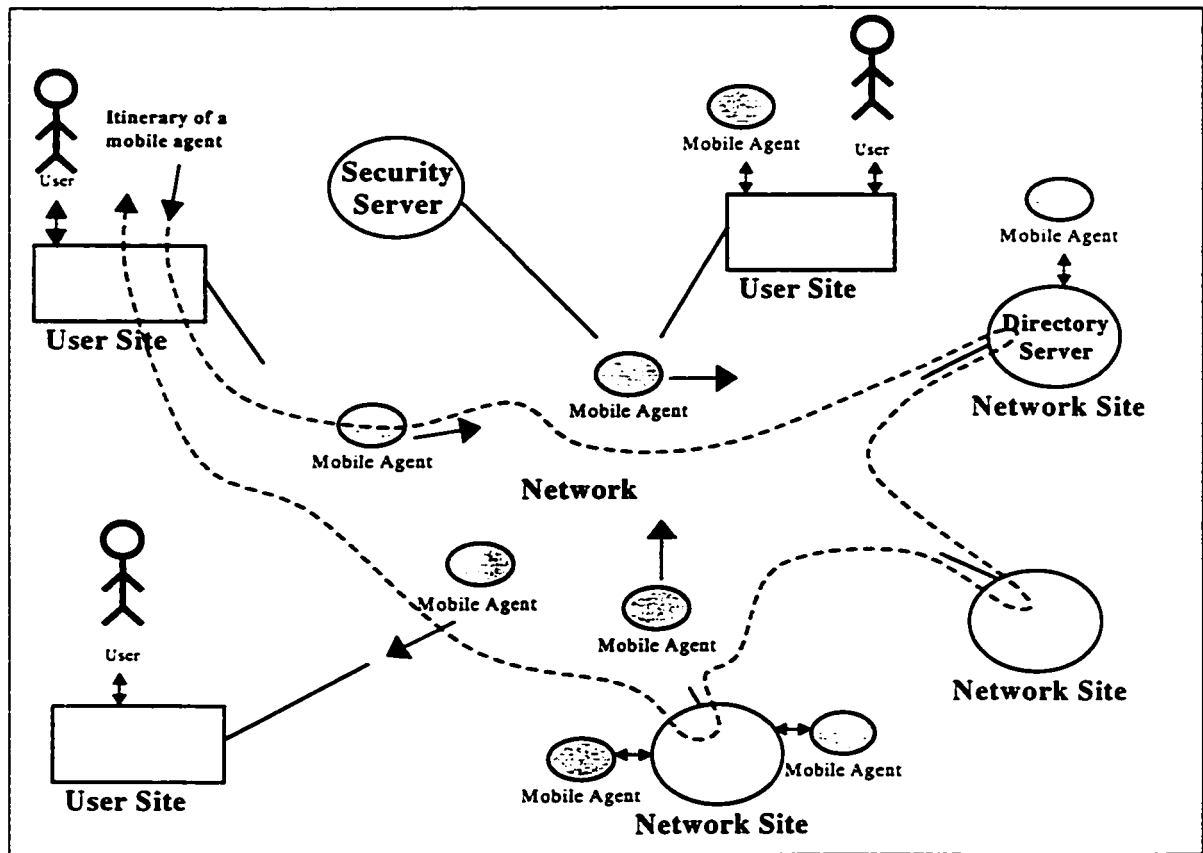 Itinerary of a
mobile agent
User
User Site
Security
Server
Mobile Agent
User
User Site
Mobile Agent
Directory
Server
Network Site
Mobile Agent
Mobile Agent
Network
User
User Site
Mobile Agent
Mobile Agent
Network Site
Mobile Agent
Mobile Agent
Network Site